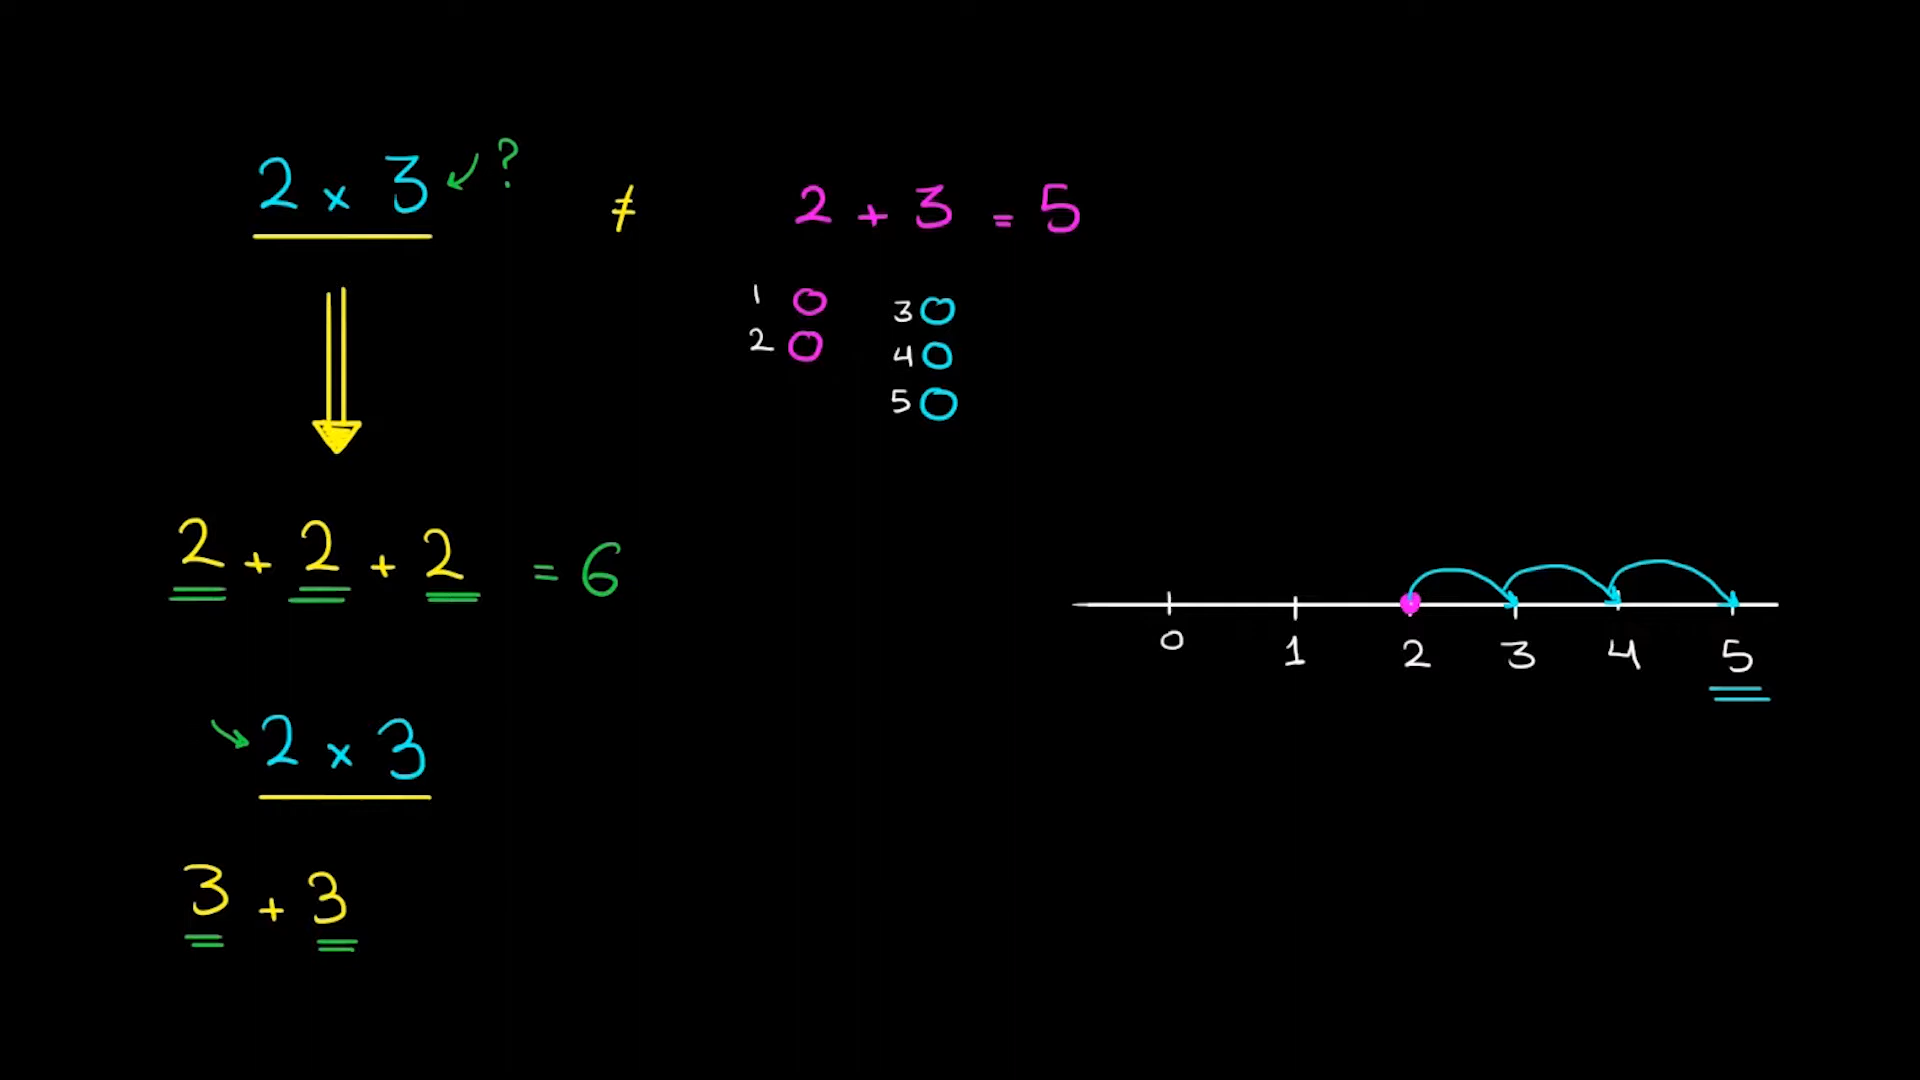 2 x 3 ?
≠
2 + 3 = 5
1
2
3
4
5
2 + 2 + 2 = 6
0 1 2 3 4 5
2 x 3
3 + 3